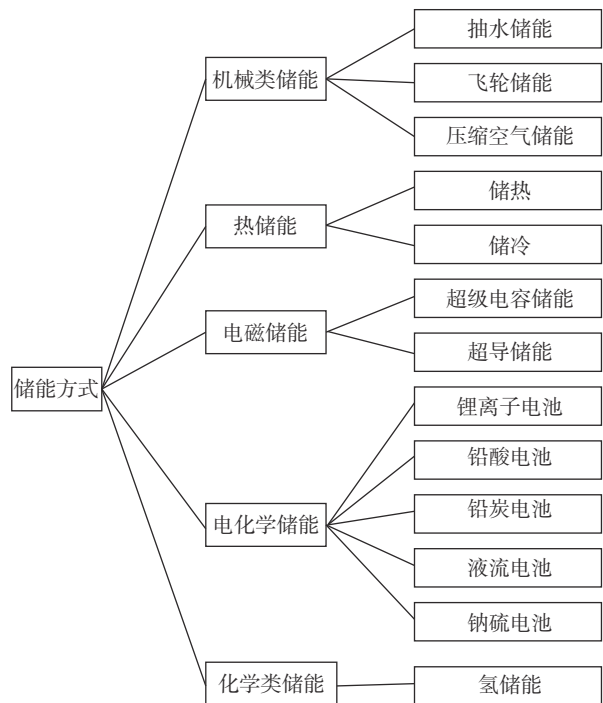 储能方式
机械类储能
抽水储能
飞轮储能
压缩空气储能
热储能
储热
储冷
电磁储能
超级电容储能
超导储能
电化学储能
锂离子电池
铅酸电池
铅炭电池
液流电池
钠硫电池
化学类储能
氢储能